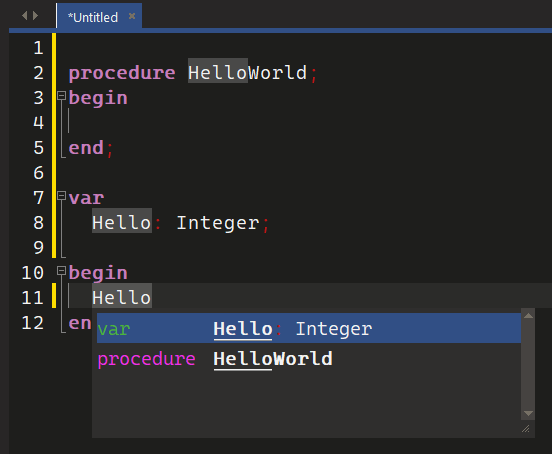 *Untitled ×
1
2 procedure HelloWorld;
3 begin
4
5 end;
6
7 var
8 Hello: Integer;
9
10 begin
11 Hello
12 en
var Hello: Integer
procedure HelloWorld